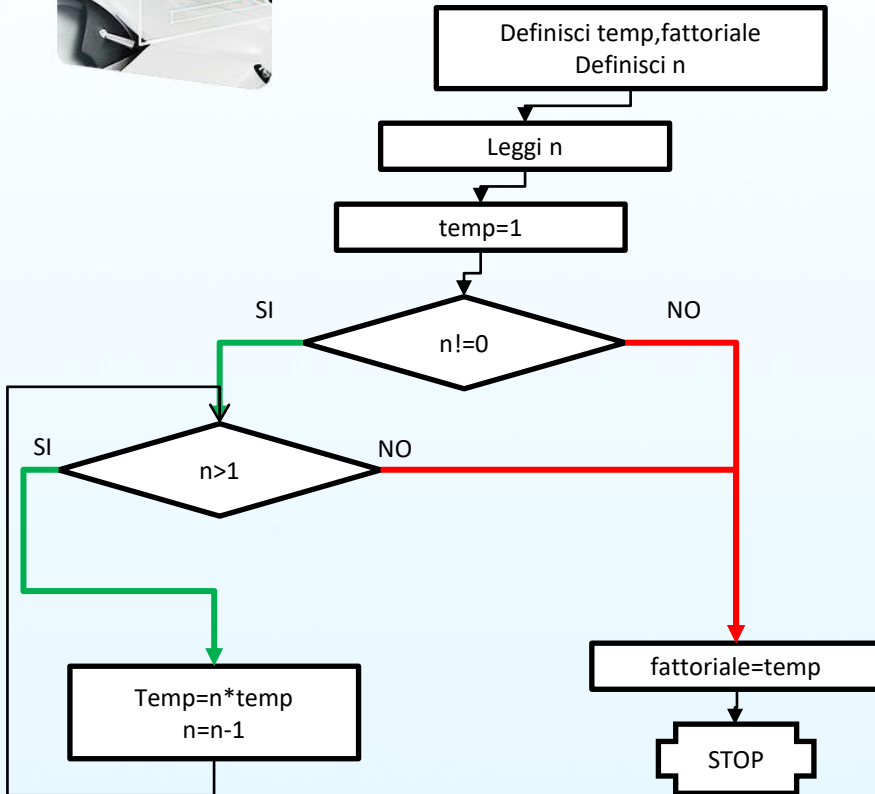 Definisci temp,fattoriale
Definisci n
Leggi n
temp=1
SI
NO
n!=0
SI
NO
n>1
Temp=n*temp
n=n-1
fattoriale=temp
STOP